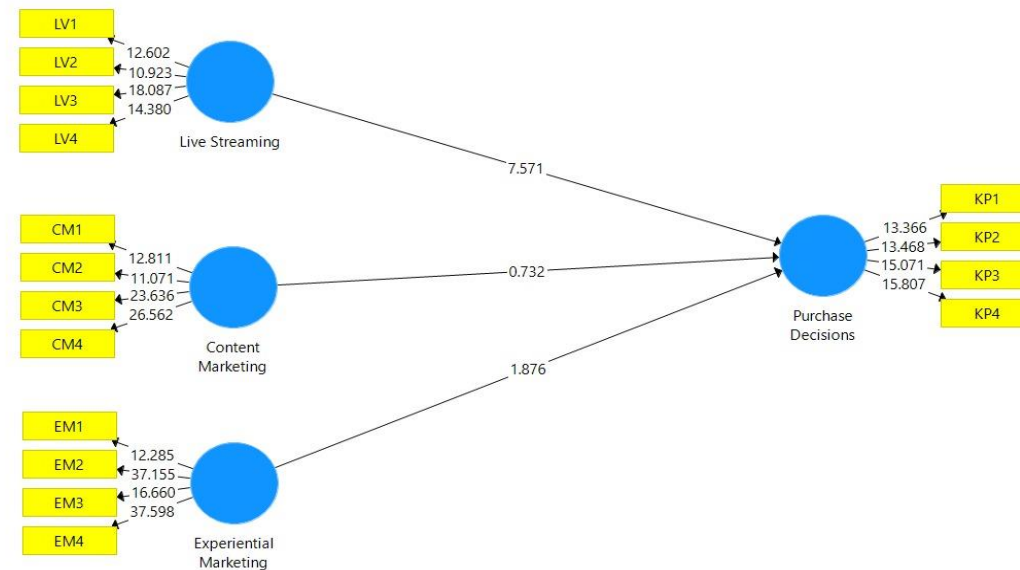 LV1
LV2
LV3
LV4
12.602
10.923
18.087
14.380
Live Streaming
7.571
CM1
CM2
CM3
CM4
12.811
11.071
23.636
26.562
Content
Marketing
0.732
EM1
EM2
EM3
EM4
12.285
37.155
16.660
37.598
Experiential
Marketing
1.876
Purchase
Decisions
13.366
13.468
15.071
15.807
KP1
KP2
KP3
KP4